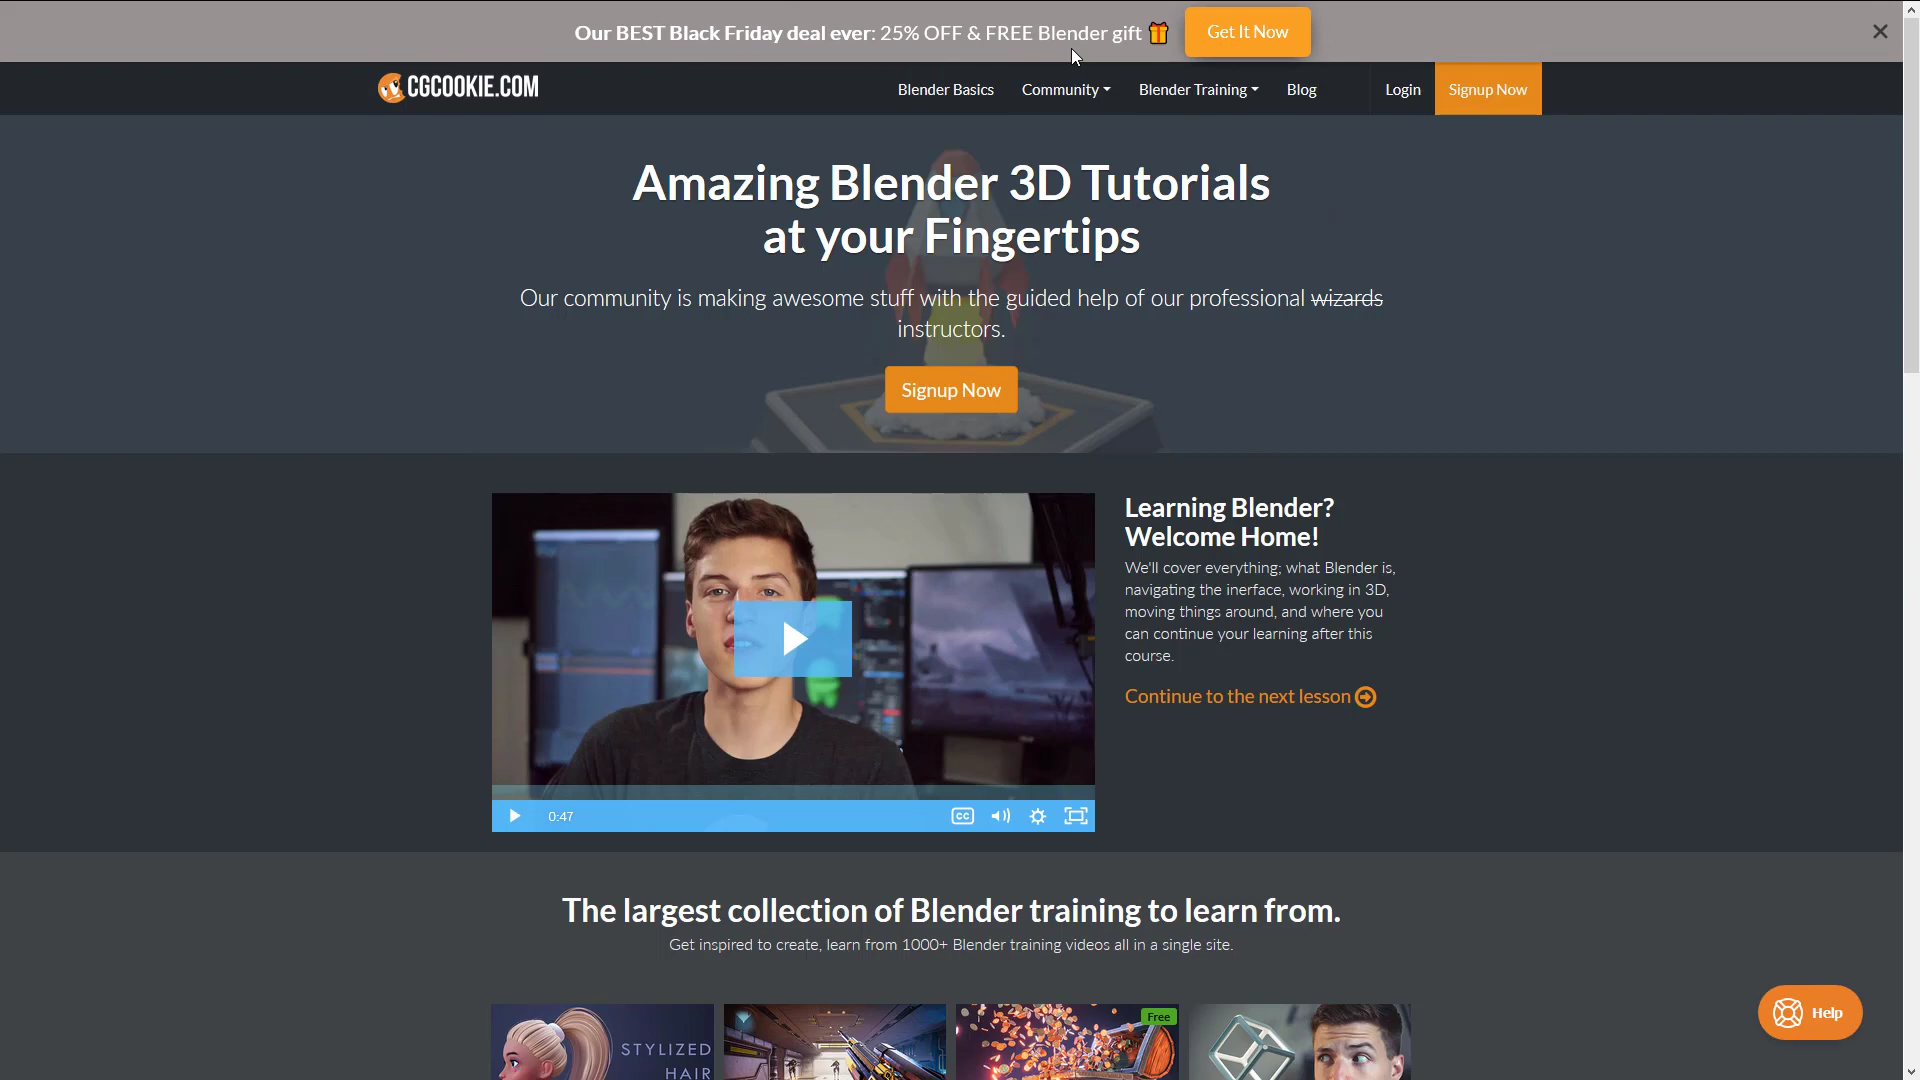 Our BEST Black Friday deal ever: 25% OFF & FREE Blender gift
Get It Now
CGCOOKIE.COM
Blender Basics
Community
Blender Training
Blog
Login
Signup Now
Amazing Blender 3D Tutorials
at your Fingertips
Our community is making awesome stuff with the guided help of our professional wizards
instructors.
Signup Now
Learning Blender?
Welcome Home!
We'll cover everything; what Blender is,
navigating the inerface, working in 3D,
moving things around, and where you
can continue your learning after this
course.
Continue to the next lesson
0:47
CC
The largest collection of Blender training to learn from.
Get inspired to create, learn from 1000+ Blender training videos all in a single site.
STYLIZED
HAIR
Free
Help